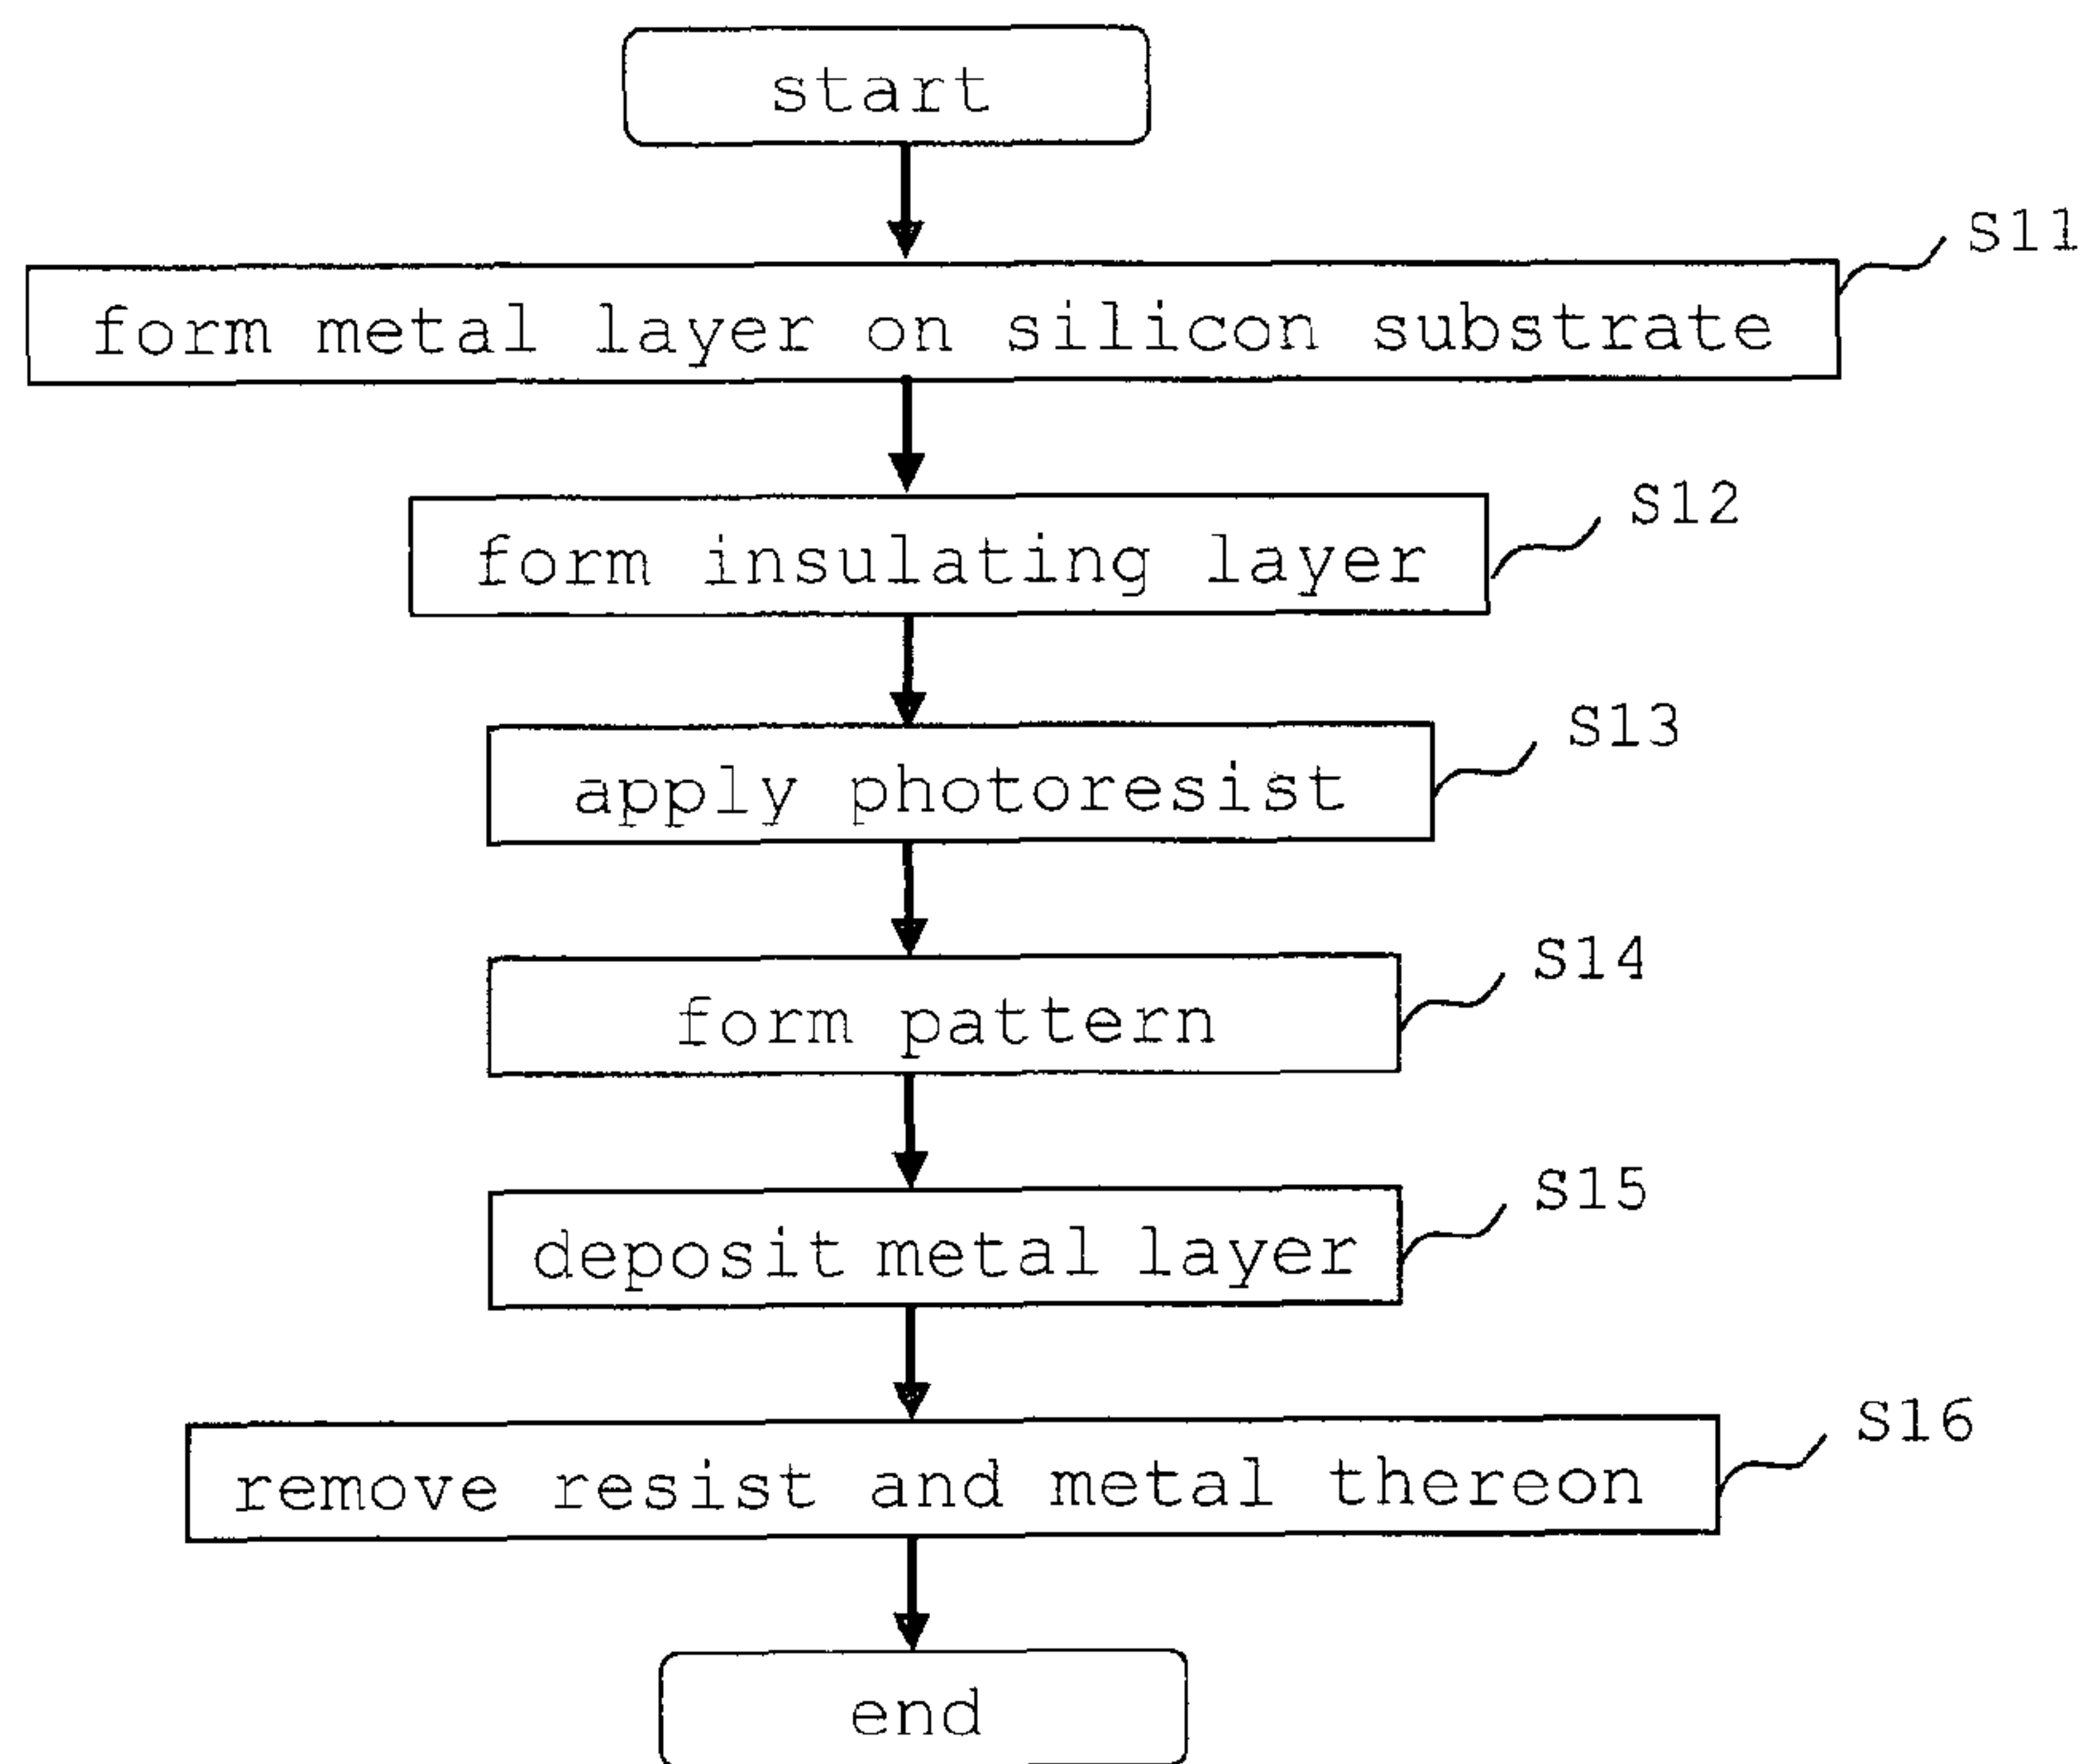 start
S11
form metal layer on silicon substrate
S12
form insulating layer
S13
apply photoresist
S14
form pattern
S15
deposit metal layer
S16
remove resist and metal thereon
end